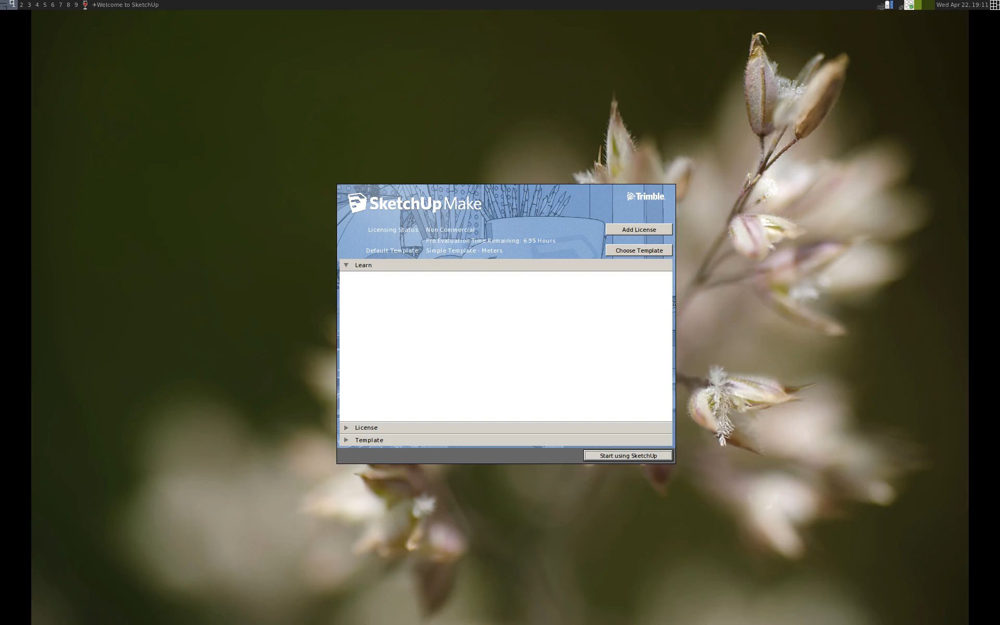 1 2 3 4 5 6 7 8 9 Welcome to SketchUp Wed Apr 22, 19:11
SketchUp Make
Trimble
Licensing Status: Non Commercial
Add License
Pro Evaluation Time Remaining: 6.95 Hours
Default Template: Simple Template - Meters
Choose Template
Learn
License
Template
Start using SketchUp